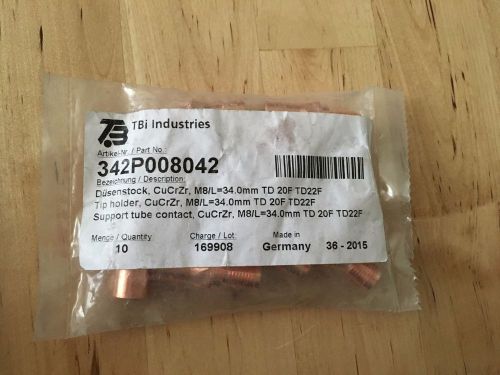 TBi TBi Industries
Artikel-Nr. / Part No.:
342P008042
Bezeichnung / Description:
Düsenstock, CuCrZr, M8/L=34.0mm TD 20F TD22F
Tip holder, CuCrZr, M8/L=34.0mm TD 20F TD22F
Support tube contact, CuCrZr, M8/L=34.0mm TD 20F TD22F
Menge / Quantity Charge / Lot: Made in
10 169908 Germany 36 - 2015